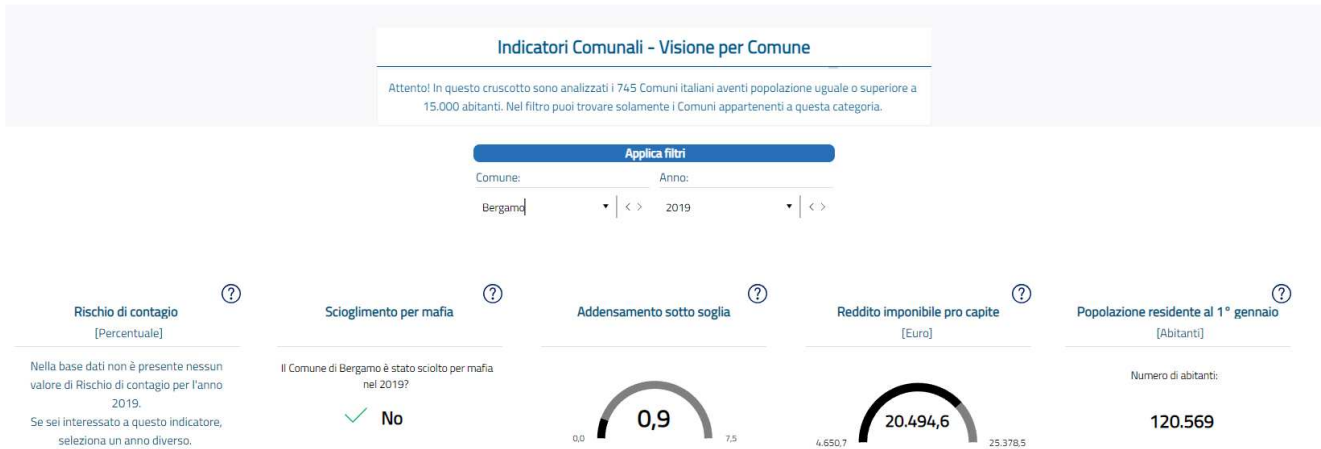 Indicatori Comunali - Visione per Comune
Attento! In questo cruscotto sono analizzati i 745 Comuni italiani aventi popolazione uguale o superiore a
15.000 abitanti. Nel filtro puoi trovare solamente i Comuni appartenenti a questa categoria.
Applica filtri
Comune:
Anno:
Bergamo
2019
?
Rischio di contagio
[Percentuale]
Nella base dati non è presente nessun
valore di Rischio di contagio per l'anno
2019.
Se sei interessato a questo indicatore,
seleziona un anno diverso.
?
Scioglimento per mafia
Il Comune di Bergamo è stato sciolto per mafia
nel 2019?
No
?
Addensamento sotto soglia
0,9
0,0
7,5
?
Reddito imponibile pro capite
[Euro]
20.494,6
4.650,7
25.378,5
?
Popolazione residente al 1° gennaio
[Abitanti]
Numero di abitanti:
120.569